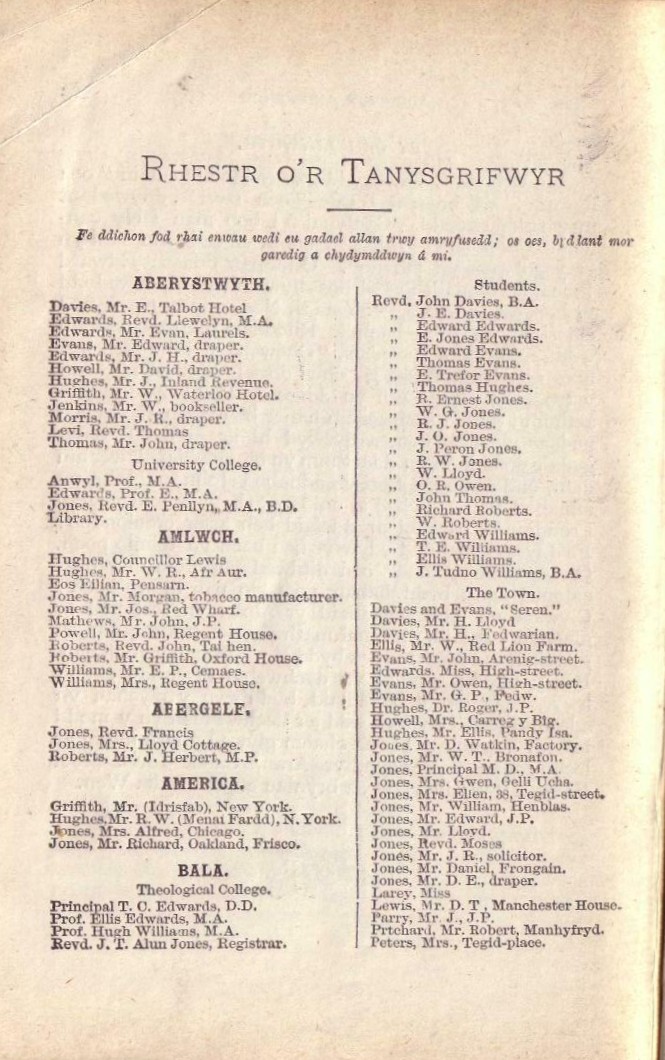 RHESTR O'R TANYSGRIFWYR
Fe ddichon fod rhai enwau wedi eu gadael allan trwy amryfusedd; os oes, byddant mor
garedig a chydymddwyn â mi.
ABERYSTWYTH.
Davies, Mr. E., Talbot Hotel
Edwards, Revd. Llewelyn, M.A.
Edwards, Mr. Evan, Laurels.
Evans, Mr. Edward, draper.
Edwards, Mr. J. H., draper.
Howell, Mr. David, draper.
Hughes, Mr. J., Inland Revenue.
Griffith, Mr. W., Waterloo Hotel.
Jenkins, Mr. W., bookseller.
Morris, Mr. J. R., draper.
Levi, Revd. Thomas
Thomas, Mr. John, draper.
University College.
Anwyl, Prof., M.A.
Edwards, Prof. E., M.A.
Jones, Revd. E. Penllyn, M.A., B.D.
Library.
AMLWCH.
Hughes, Councillor Lewis
Hughes, Mr. W. R., Afr Aur.
Eos Eilian, Pensarn.
Jones, Mr. Morgan, tobacco manufacturer.
Jones, Mr. Jos., Red Wharf.
Mathews, Mr. John, J.P.
Powell, Mr. John, Regent House.
Roberts, Revd. John, Tai hen.
Roberts, Mr. Griffith, Oxford House.
Williams, Mr. E. P., Cemaes.
Williams, Mrs., Regent House.
ABERGELE.
Jones, Revd. Francis
Jones, Mrs., Lloyd Cottage.
Roberts, Mr. J. Herbert, M.P.
AMERICA.
Griffith, Mr. (Idrisfab), New York.
Hughes, Mr. R. W. (Menai Fardd), N. York.
Jones, Mrs. Alfred, Chicago.
Jones, Mr. Richard, Oakland, Frisco.
BALA.
Theological College.
Principal T. C. Edwards, D.D.
Prof. Ellis Edwards, M.A.
Prof. Hugh Williams, M.A.
Revd. J. T. Alun Jones, Registrar.
Students.
Revd. John Davies, B.A.
„ J. E. Davies.
„ Edward Edwards.
„ E. Jones Edwards.
„ Edward Evans.
„ Thomas Evans.
„ E. Trefor Evans.
„ Thomas Hughes.
„ R. Ernest Jones.
„ W. G. Jones.
„ R. J. Jones.
„ J. O. Jones.
„ J. Peron Jones.
„ R. W. Jones.
„ W. Lloyd.
„ O. R. Owen.
„ John Thomas.
„ Richard Roberts.
„ W. Roberts.
„ Edward Williams.
„ T. E. Williams.
„ Ellis Williams.
„ J. Tudno Williams, B.A.
The Town.
Davies and Evans, "Seren."
Davies, Mr. H. Lloyd
Davies, Mr. H., Fedwarian.
Ellis, Mr. W., Red Lion Farm.
Evans, Mr. John, Arenig-street.
Edwards. Miss, High-street.
Evans, Mr. Owen, High-street.
Evans, Mr. G. P., Fedw.
Hughes, Dr. Roger, J.P.
Howell, Mrs., Carreg y Big.
Hughes, Mr. Ellis, Pandy Isa.
Jones, Mr. D. Watkin, Factory.
Jones, Mr. W. T., Bronafon.
Jones, Principal M. D., M.A.
Jones, Mrs. Gwen, Gelli Ucha.
Jones, Mrs. Ellen, 38, Tegid-street.
Jones, Mr. William, Henblas.
Jones, Mr. Edward, J.P.
Jones, Mr. Lloyd.
Jones, Revd. Moses
Jones, Mr. J. R., solicitor.
Jones, Mr. Daniel, Frongain.
Jones, Mr. D. E., draper.
Larey, Miss
Lewis, Mr. D. T , Manchester House.
Parry, Mr. J., J.P.
Prtchard, Mr. Robert, Manhyfryd.
Peters, Mrs., Tegid-place.